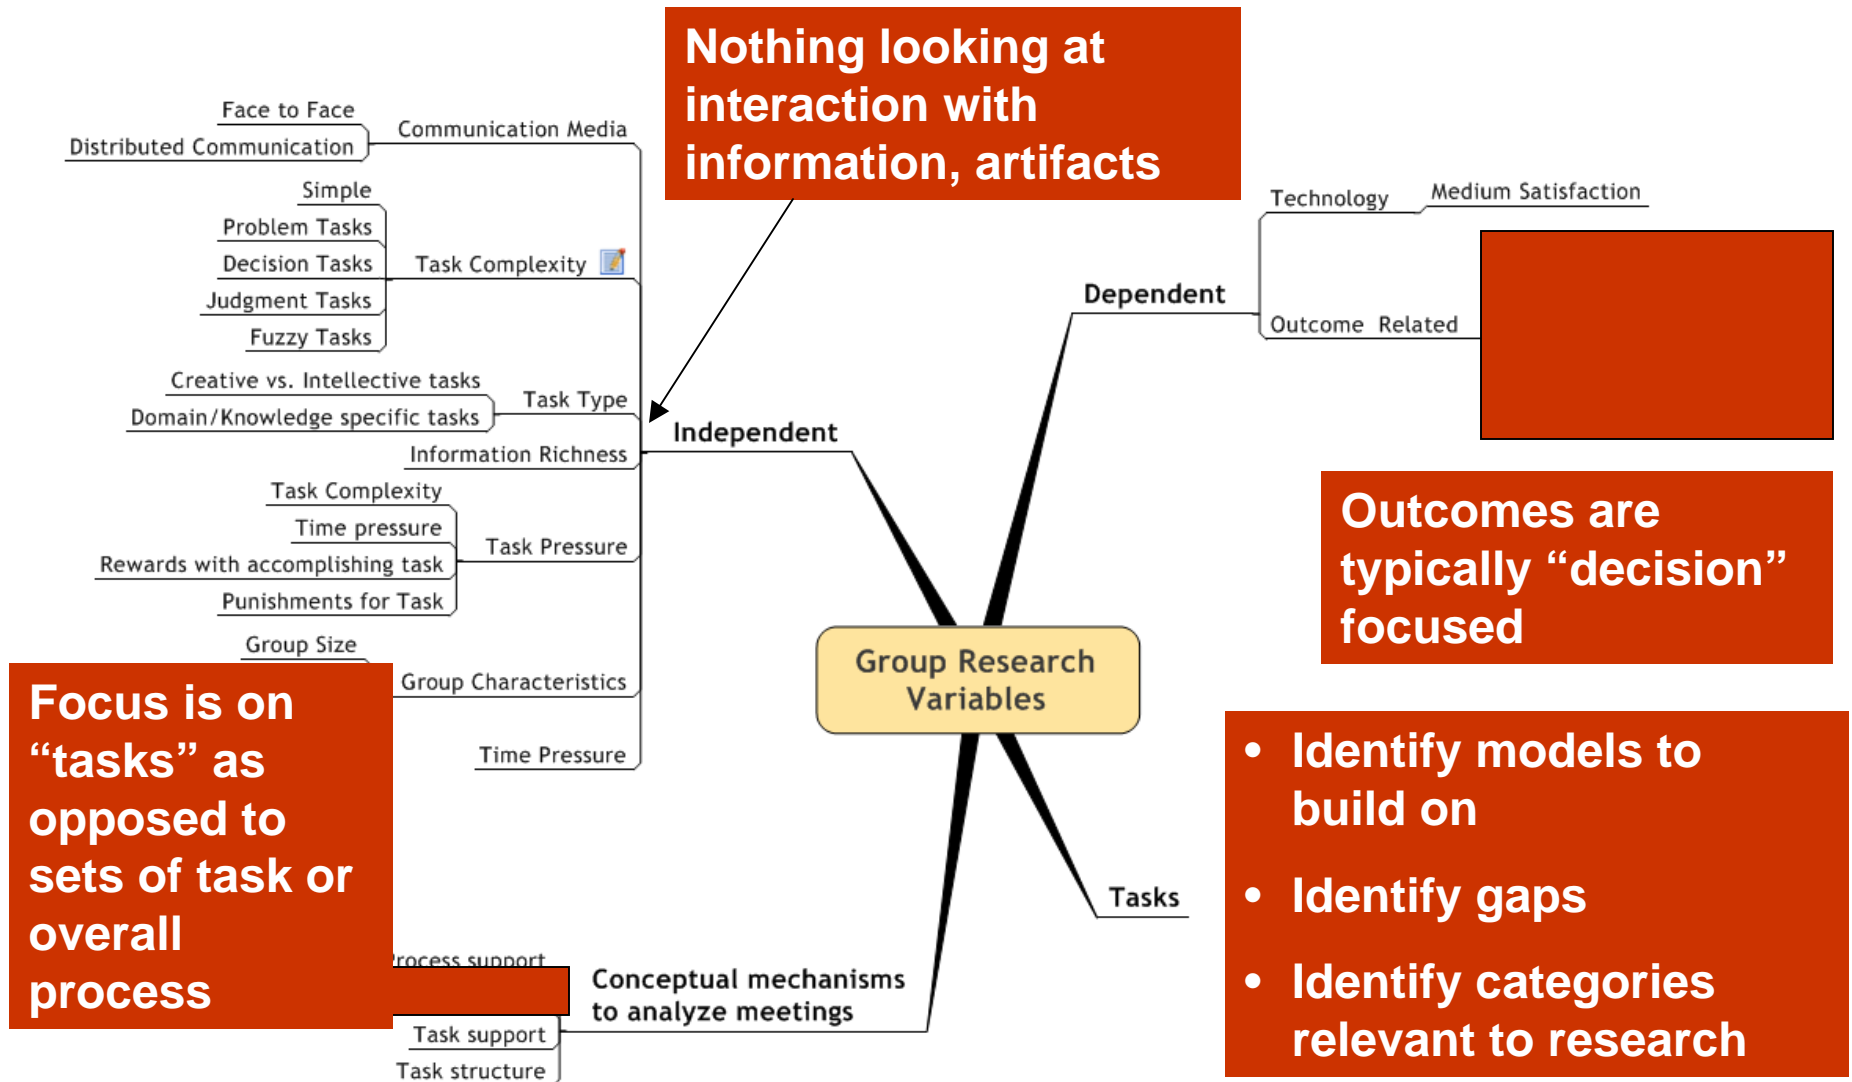 Nothing looking at
interaction with
information, artifacts
Face to Face
Distributed Communication
Communication Media
Simple
Problem Tasks
Decision Tasks
Judgment Tasks
Fuzzy Tasks
Task Complexity
Creative vs. Intellective tasks
Domain/Knowledge specific tasks
Task Type
Information Richness
Independent
Task Complexity
Time pressure
Rewards with accomplishing task
Punishments for Task
Task Pressure
Group Size
Group Characteristics
Time Pressure
Technology
Medium Satisfaction
Dependent
Outcome Related
Outcomes are
typically “decision”
focused
Group Research
Variables
Focus is on
“tasks” as
opposed to
sets of task or
overall
process
• Identify models to
build on
• Identify gaps
• Identify categories
relevant to research
Tasks
support
Conceptual mechanisms
to analyze meetings
Task support
Task structure